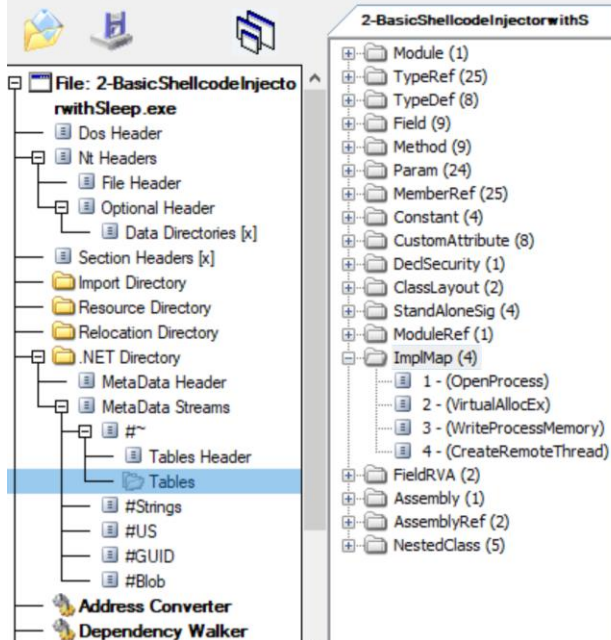 File: 2-BasicShellcodeInjecto
rwithSleep.exe
Dos Header
Nt Headers
File Header
Optional Header
Data Directories [x]
Section Headers [x]
Import Directory
Resource Directory
Relocation Directory
.NET Directory
MetaData Header
MetaData Streams
#~
Tables Header
Tables
#Strings
#US
#GUID
#Blob
Address Converter
Dependency Walker
2-BasicShellcodeInjectorwithS
Module (1)
TypeRef (25)
TypeDef (8)
Field (9)
Method (9)
Param (24)
MemberRef (25)
Constant (4)
CustomAttribute (8)
DeclSecurity (1)
ClassLayout (2)
StandAloneSig (4)
ModuleRef (1)
ImplMap (4)
1 - (OpenProcess)
2 - (VirtualAllocEx)
3 - (WriteProcessMemory)
4 - (CreateRemoteThread)
FieldRVA (2)
Assembly (1)
AssemblyRef (2)
NestedClass (5)